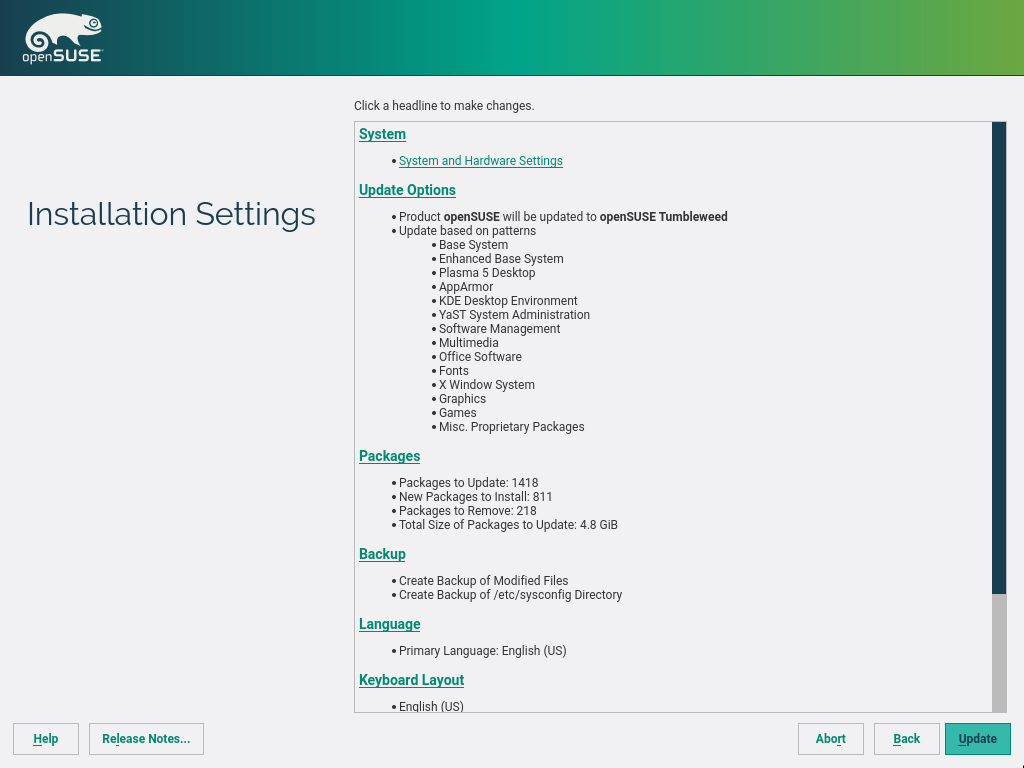 openSUSE
Click a headline to make changes.
Installation Settings
System
• System and Hardware Settings
Update Options
• Product openSUSE will be updated to openSUSE Tumbleweed
• Update based on patterns
• Base System
• Enhanced Base System
• Plasma 5 Desktop
• AppArmor
• KDE Desktop Environment
• YaST System Administration
• Software Management
• Multimedia
• Office Software
• Fonts
• X Window System
• Graphics
• Games
• Misc. Proprietary Packages
Packages
• Packages to Update: 1418
• New Packages to Install: 811
• Packages to Remove: 218
• Total Size of Packages to Update: 4.8 GiB
Backup
• Create Backup of Modified Files
• Create Backup of /etc/sysconfig Directory
Language
• Primary Language: English (US)
Keyboard Layout
• English (US)
Help
Release Notes...
Abort
Back
Update